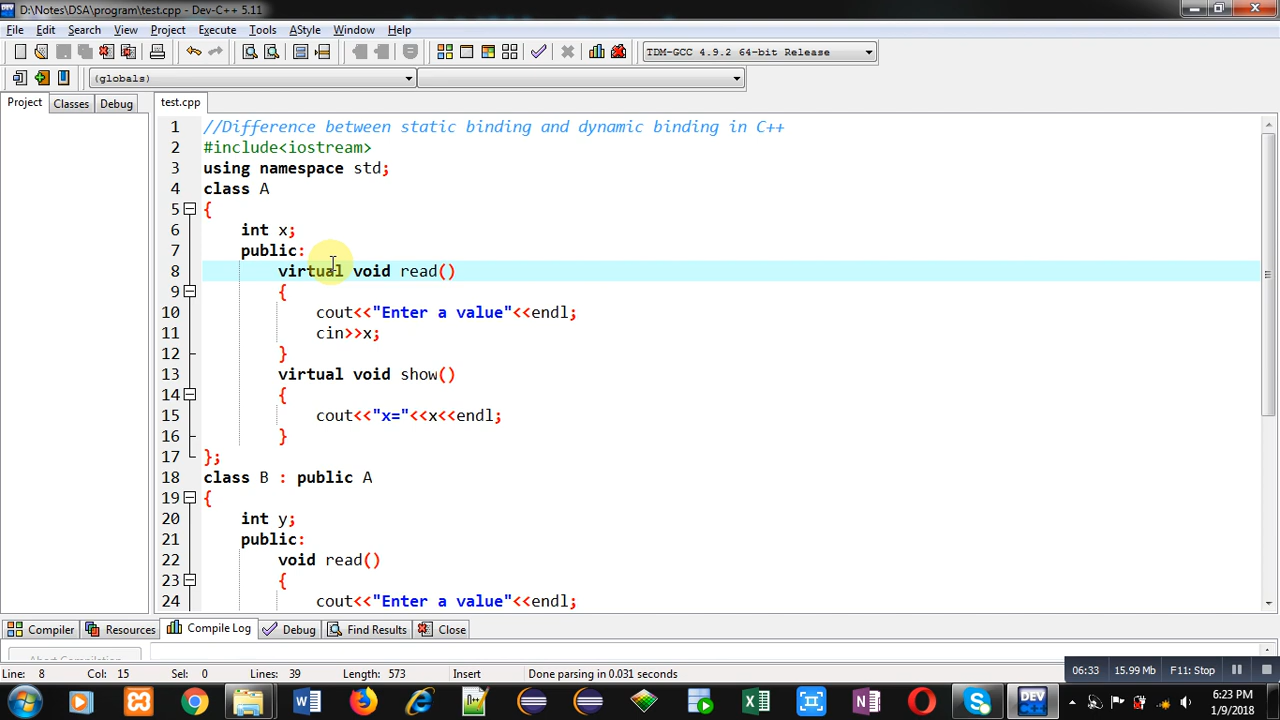 D:\Notes\DSA\program\test.cpp - Dev-C++ 5.11
File Edit Search View Project Execute Tools AStyle Window Help
TDM-GCC 4.9.2 64-bit Release
(globals)
Project Classes Debug test.cpp
1 //Difference between static binding and dynamic binding in C++
2 #include<iostream>
3 using namespace std;
4 class A
5 {
6 int x;
7 public:
8 virtual void read()
9 {
10 cout<<"Enter a value"<<endl;
11 cin>>x;
12 }
13 virtual void show()
14 {
15 cout<<"x="<<x<<endl;
16 }
17 };
18 class B : public A
19 {
20 int y;
21 public:
22 void read()
23 {
24 cout<<"Enter a value"<<endl;
Compiler Resources Compile Log Debug Find Results Close
Abort Compilation
Line: 8 Col: 15 Sel: 0 Lines: 39 Length: 573 Insert Done parsing in 0.031 seconds
06:33 15.99 Mb F11: Stop
6:23 PM
1/9/2018